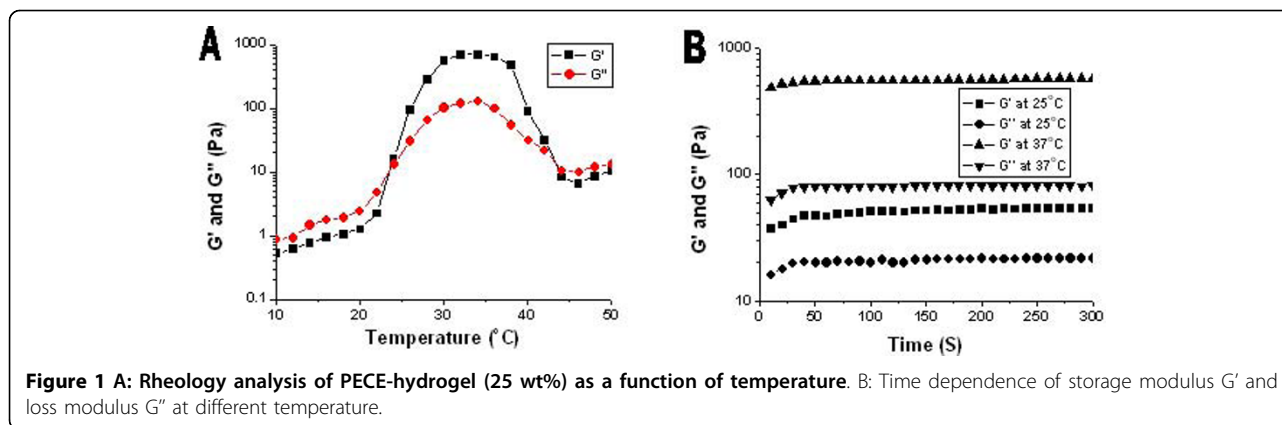 A
G' and G" (Pa)
1000
100
10
1
0.1
10
20
30
40
50
Temperature (°C)
G'
G"
B
G' and G" (Pa)
1000
100
10
0
50
100
150
200
250
300
Time (S)
G' at 25°C
G" at 25°C
G' at 37°C
G" at 37°C
Figure 1 A: Rheology analysis of PECE-hydrogel (25 wt%) as a function of temperature. B: Time dependence of storage modulus G' and
loss modulus G" at different temperature.